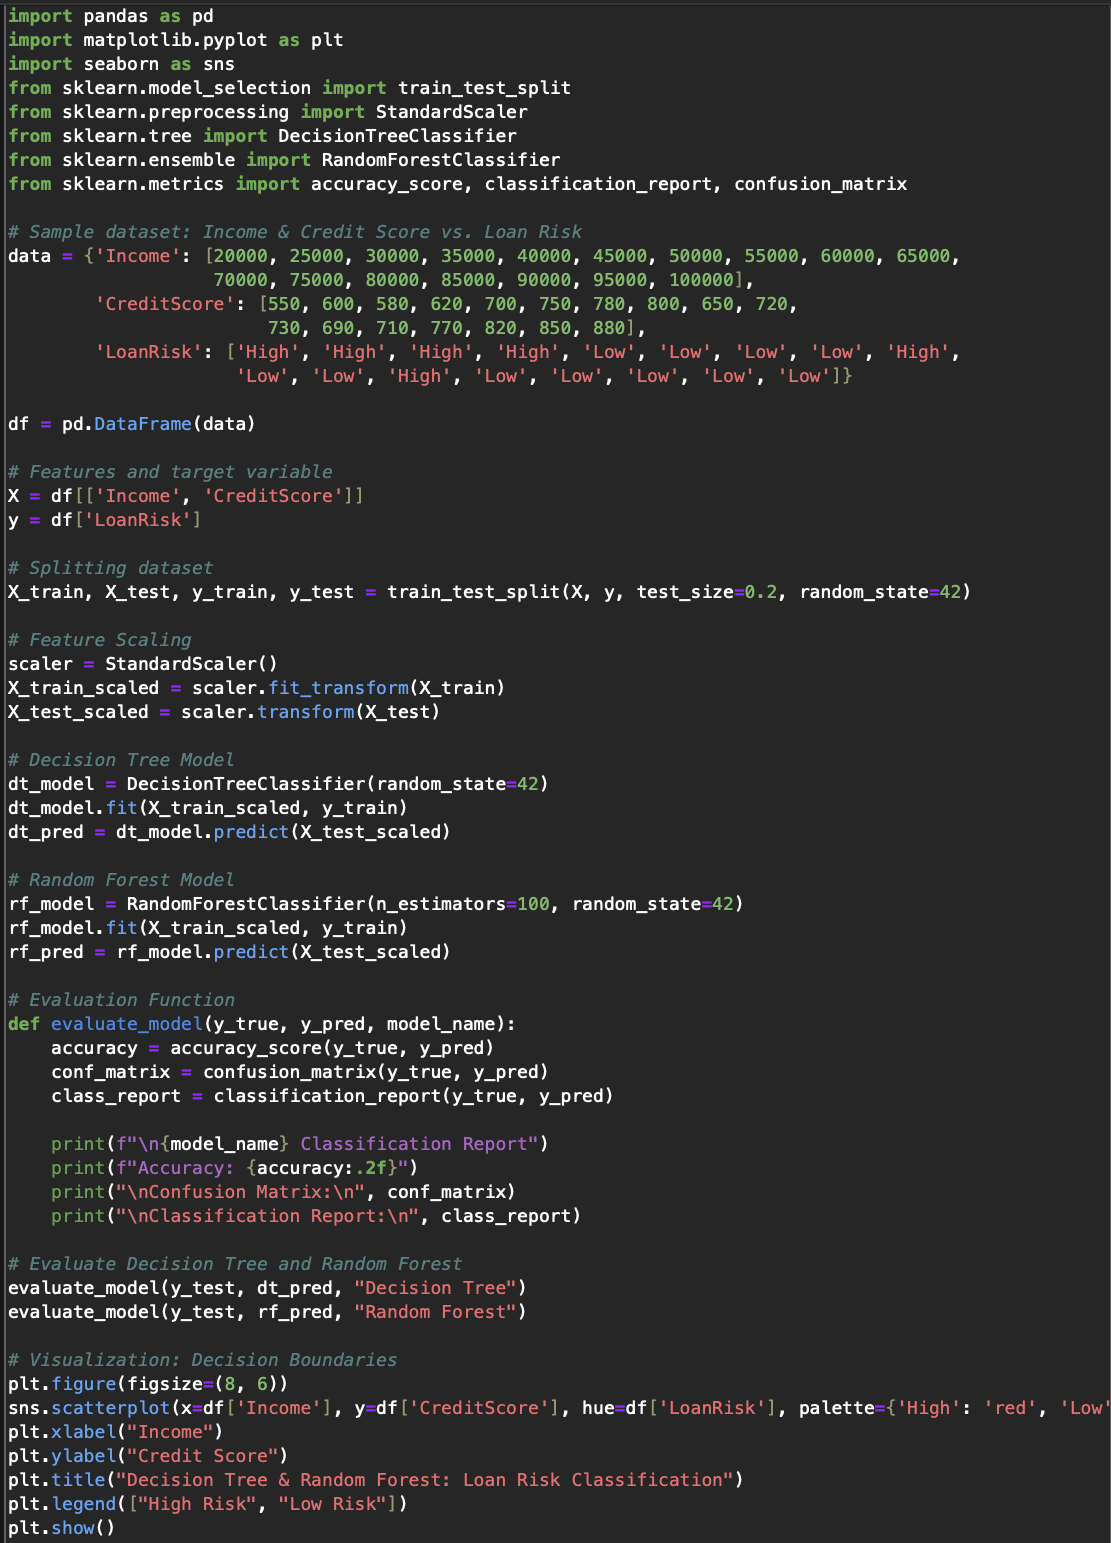 import pandas as pd
import matplotlib.pyplot as plt
import seaborn as sns
from sklearn.model_selection import train_test_split
from sklearn.preprocessing import StandardScaler
from sklearn.tree import DecisionTreeClassifier
from sklearn.ensemble import RandomForestClassifier
from sklearn.metrics import accuracy_score, classification_report, confusion_matrix

# Sample dataset: Income & Credit Score vs. Loan Risk
data = {'Income': [20000, 25000, 30000, 35000, 40000, 45000, 50000, 55000, 60000, 65000,
                   70000, 75000, 80000, 85000, 90000, 95000, 100000],
        'CreditScore': [550, 600, 580, 620, 700, 750, 780, 800, 650, 720,
                        730, 690, 710, 770, 820, 850, 880],
        'LoanRisk': ['High', 'High', 'High', 'High', 'Low', 'Low', 'Low', 'Low', 'High',
                     'Low', 'Low', 'High', 'Low', 'Low', 'Low', 'Low', 'Low']}

df = pd.DataFrame(data)

# Features and target variable
X = df[['Income', 'CreditScore']]
y = df['LoanRisk']

# Splitting dataset
X_train, X_test, y_train, y_test = train_test_split(X, y, test_size=0.2, random_state=42)

# Feature Scaling
scaler = StandardScaler()
X_train_scaled = scaler.fit_transform(X_train)
X_test_scaled = scaler.transform(X_test)

# Decision Tree Model
dt_model = DecisionTreeClassifier(random_state=42)
dt_model.fit(X_train_scaled, y_train)
dt_pred = dt_model.predict(X_test_scaled)

# Random Forest Model
rf_model = RandomForestClassifier(n_estimators=100, random_state=42)
rf_model.fit(X_train_scaled, y_train)
rf_pred = rf_model.predict(X_test_scaled)

# Evaluation Function
def evaluate_model(y_true, y_pred, model_name):
    accuracy = accuracy_score(y_true, y_pred)
    conf_matrix = confusion_matrix(y_true, y_pred)
    class_report = classification_report(y_true, y_pred)

    print(f"\n{model_name} Classification Report")
    print(f"Accuracy: {accuracy:.2f}")
    print("\nConfusion Matrix:\n", conf_matrix)
    print("\nClassification Report:\n", class_report)

# Evaluate Decision Tree and Random Forest
evaluate_model(y_test, dt_pred, "Decision Tree")
evaluate_model(y_test, rf_pred, "Random Forest")

# Visualization: Decision Boundaries
plt.figure(figsize=(8, 6))
sns.scatterplot(x=df['Income'], y=df['CreditScore'], hue=df['LoanRisk'], palette={'High': 'red', 'Low'
plt.xlabel("Income")
plt.ylabel("Credit Score")
plt.title("Decision Tree & Random Forest: Loan Risk Classification")
plt.legend(["High Risk", "Low Risk"])
plt.show()